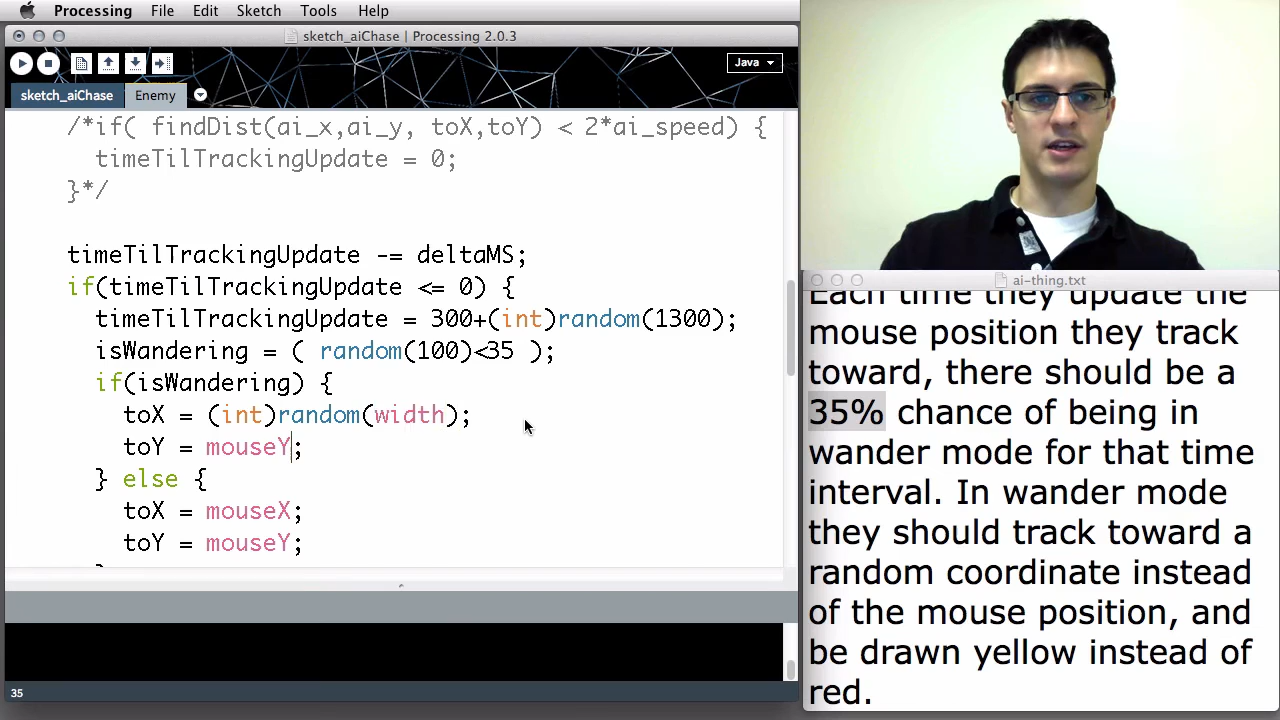 Processing File Edit Sketch Tools Help
sketch_aiChase | Processing 2.0.3
Java
sketch_aiChase Enemy
/*if( findDist(ai_x,ai_y, toX,toY) < 2*ai_speed) {
timeTilTrackingUpdate = 0;
}*/
timeTilTrackingUpdate -= deltaMS;
if(timeTilTrackingUpdate <= 0) {
timeTilTrackingUpdate = 300+(int)random(1300);
isWandering = ( random(100)<35 );
if(isWandering) {
toX = (int)random(width);
toY = mouseY;
} else {
toX = mouseX;
toY = mouseY;
}
35
ai-thing.txt
Each time they update the
mouse position they track
toward, there should be a
35% chance of being in
wander mode for that time
interval. In wander mode
they should track toward a
random coordinate instead
of the mouse position, and
be drawn yellow instead of
red.